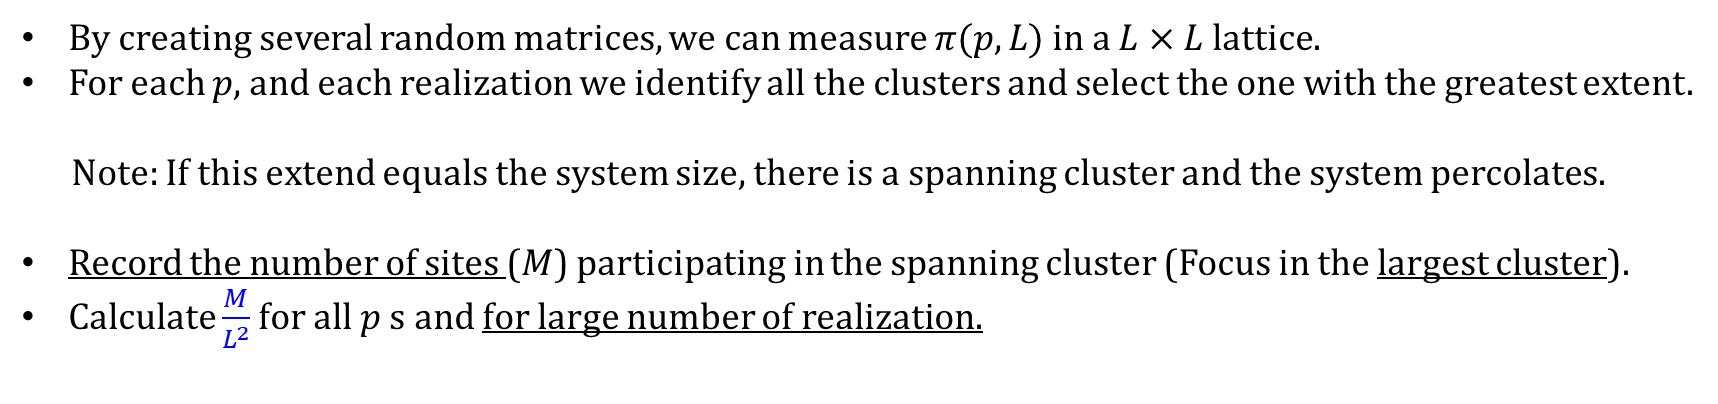 • By creating several random matrices, we can measure π(p, L) in a L × L lattice.
• For each p, and each realization we identify all the clusters and select the one with the greatest extent.
Note: If this extend equals the system size, there is a spanning cluster and the system percolates.
• Record the number of sites (M) participating in the spanning cluster (Focus in the largest cluster).
• Calculate M/L² for all p s and for large number of realization.